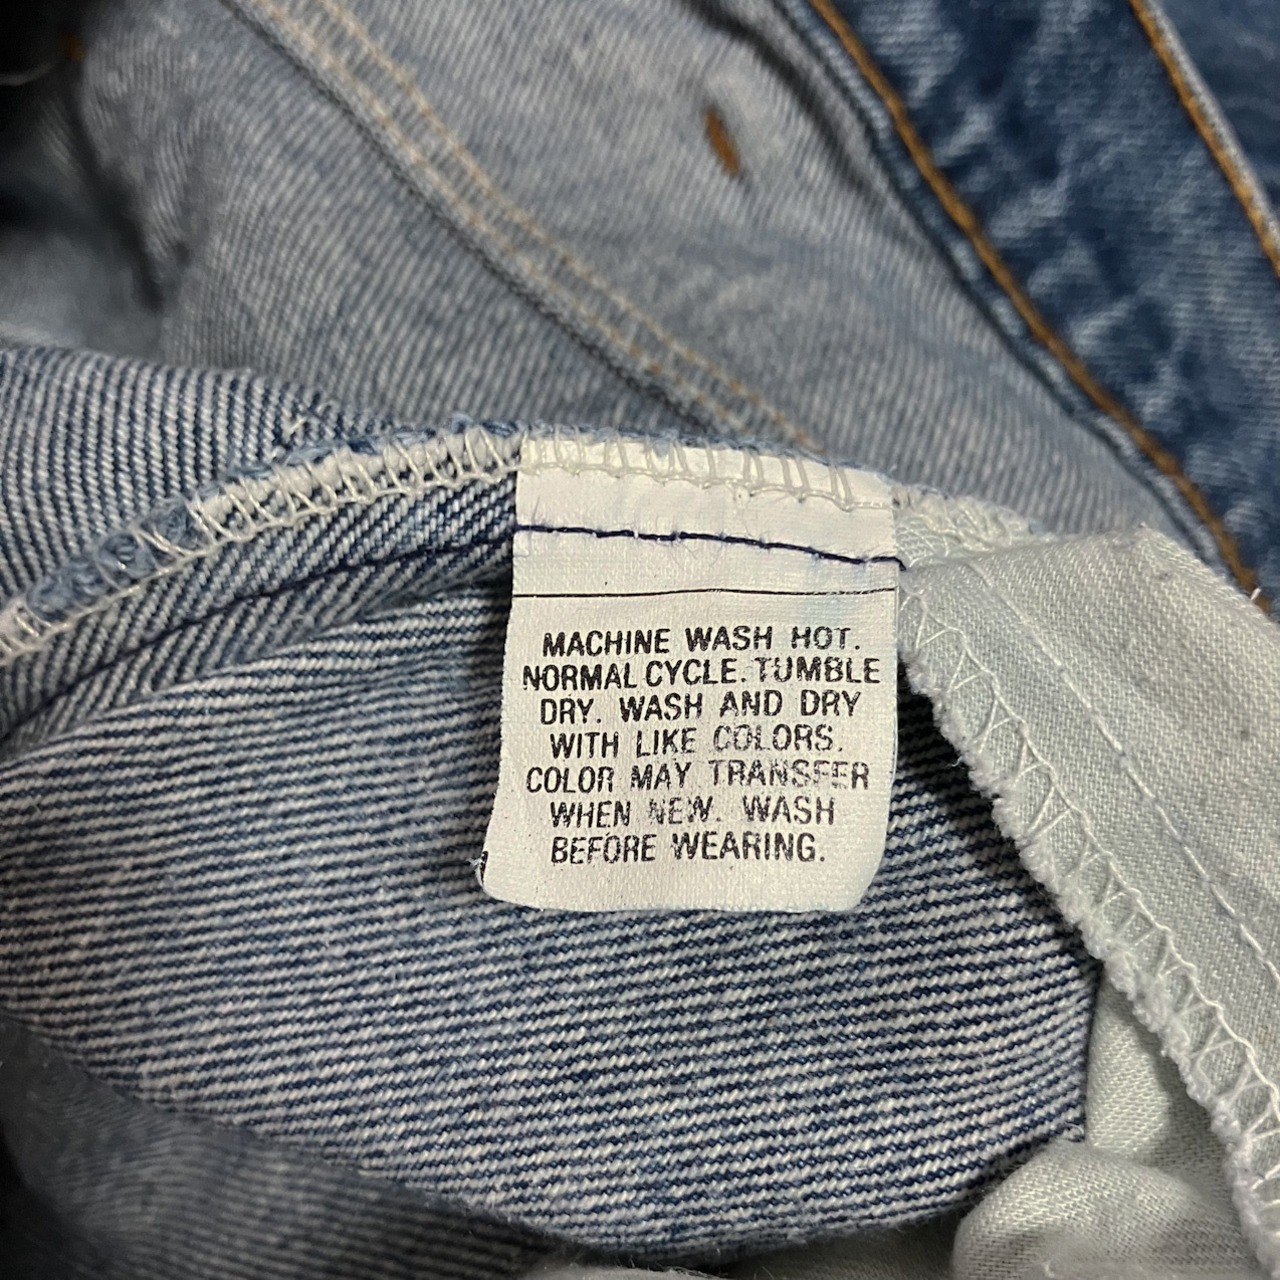 MACHINE WASH HOT.
NORMAL CYCLE. TUMBLE
DRY. WASH AND DRY
WITH LIKE COLORS.
COLOR MAY TRANSFER
WHEN NEW. WASH
BEFORE WEARING.